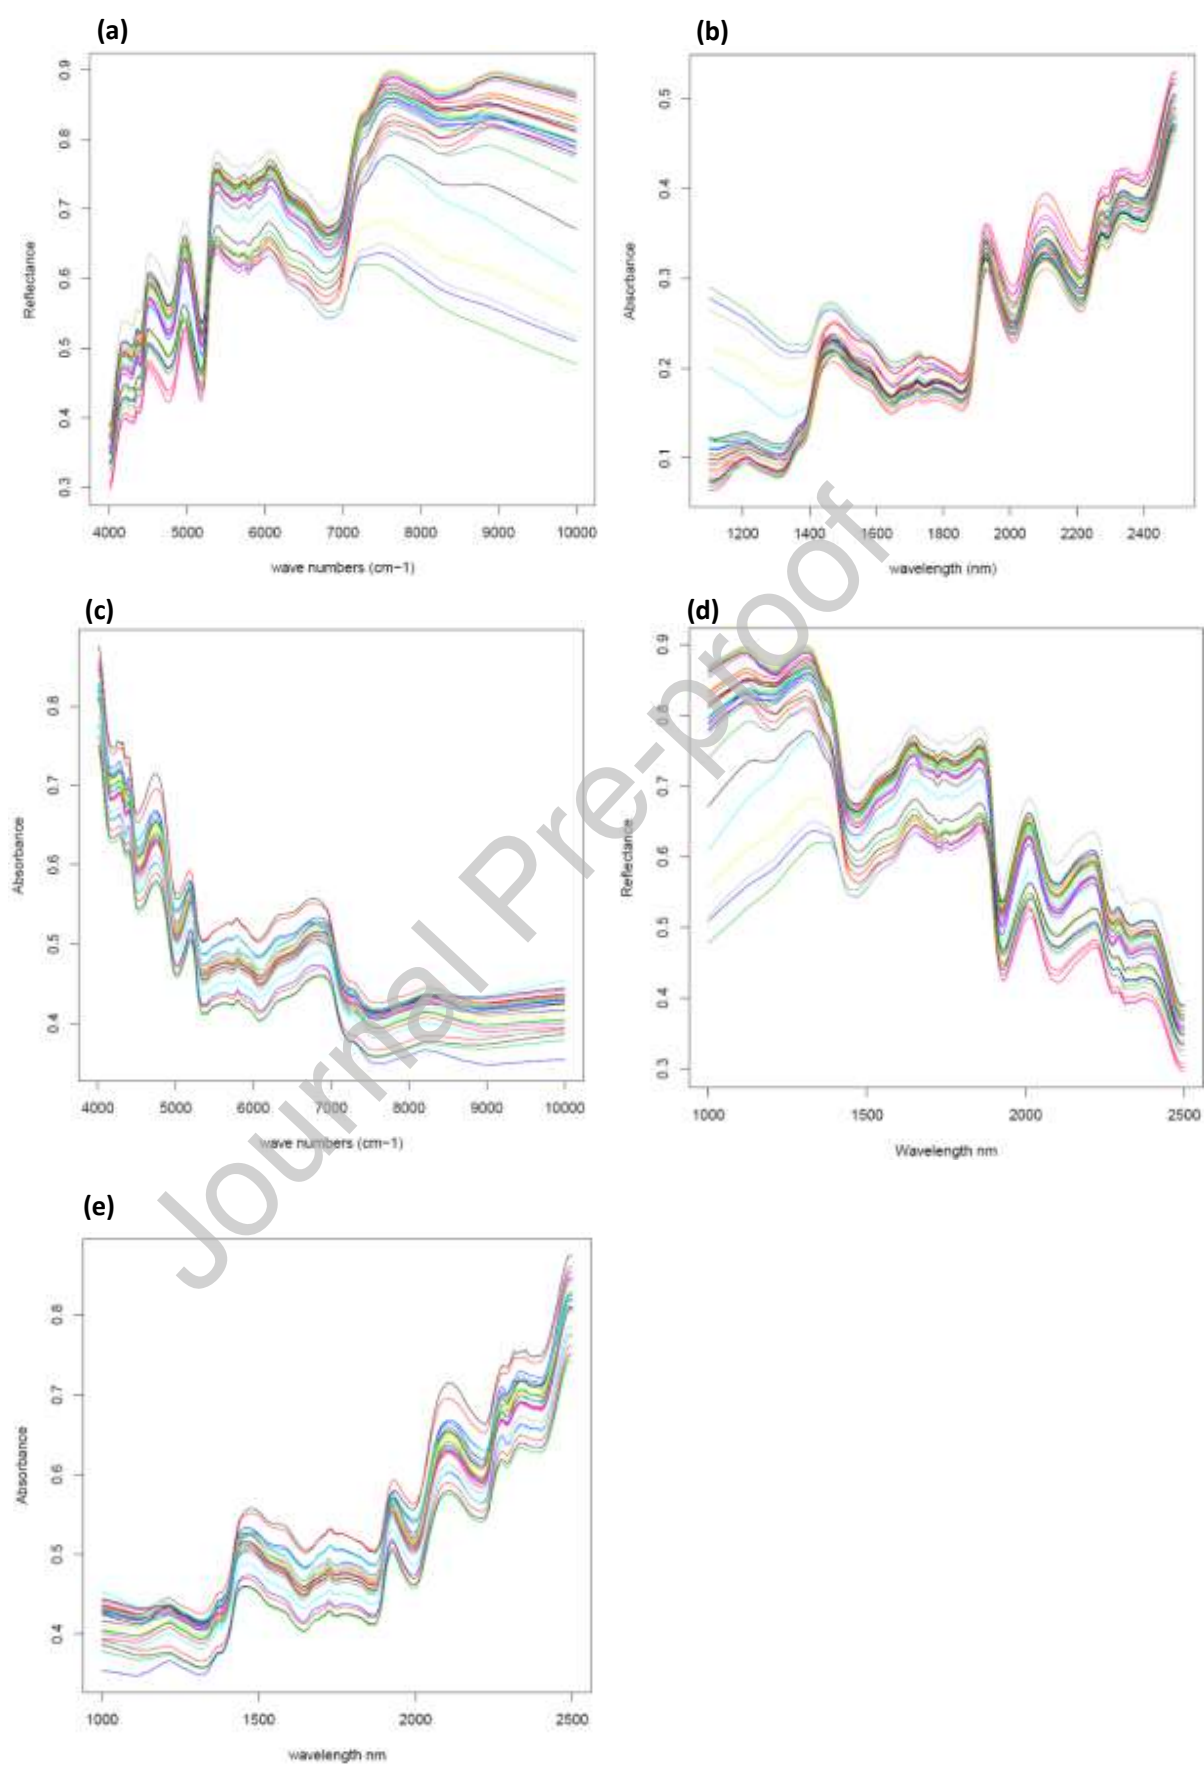 (a)
0.9
0.8
0.7
0.6
0.5
0.4
0.3
Reflectance
4000 5000 6000 7000 8000 9000 10000
wave numbers (cm−1)
(b)
0.5
0.4
0.3
0.2
0.1
Absorbance
1200 1400 1600 1800 2000 2200 2400
wavelength (nm)
(c)
0.8
0.7
0.6
0.5
0.4
Absorbance
4000 5000 6000 7000 8000 9000 10000
wave numbers (cm−1)
(d)
0.9
0.8
0.7
0.6
0.5
0.4
0.3
Reflectance
1000 1500 2000 2500
Wavelength nm
(e)
0.8
0.7
0.6
0.5
0.4
Absorbance
1000 1500 2000 2500
wavelength nm
Journal Pre-proof